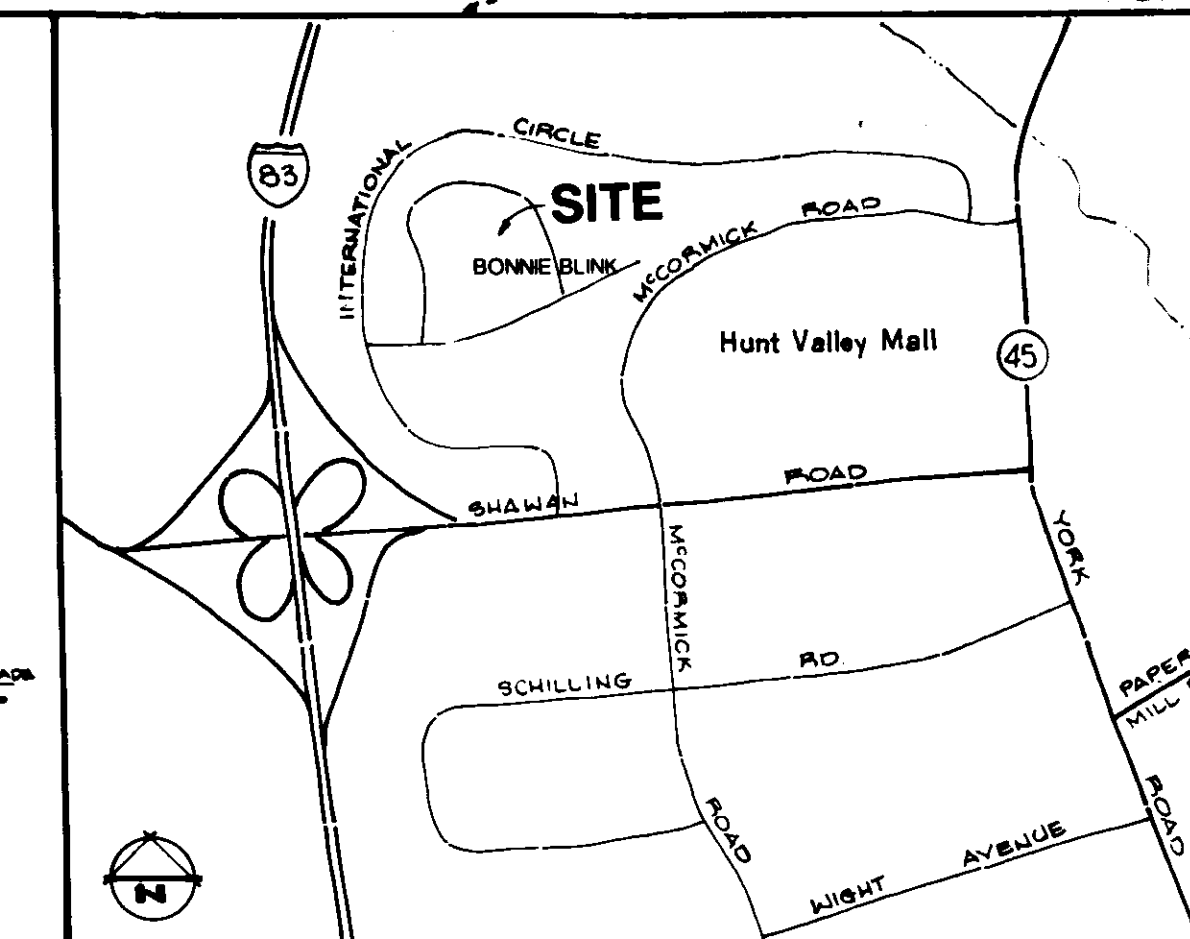 83
INTERNATIONAL
CIRCLE
SITE
BONNIE BLINK
McCORMICK
ROAD
Hunt Valley Mall
45
SHAWAN
ROAD
YORK
McCORMICK
SCHILLING
RD.
PAPER
MILL
ROAD
ROAD
WIGHT
AVENUE
N